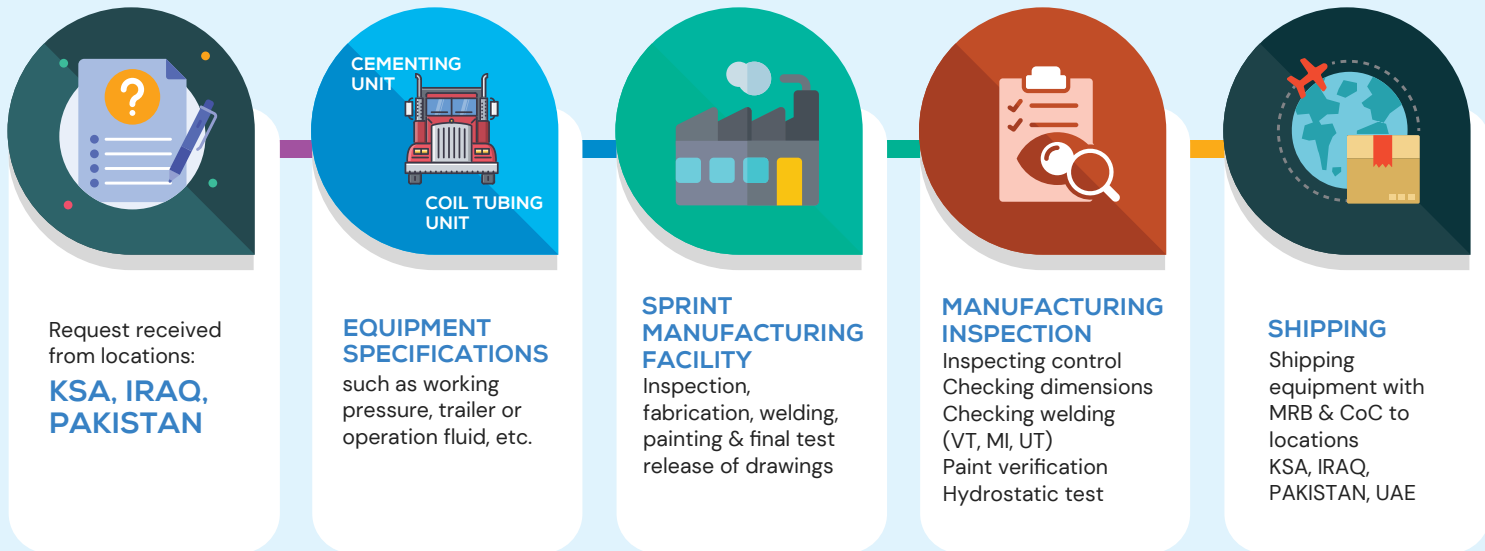 Request received
from locations:
KSA, IRAQ,
PAKISTAN
CEMENTING
UNIT
COIL TUBING
UNIT
EQUIPMENT
SPECIFICATIONS
such as working
pressure, trailer or
operation fluid, etc.
SPRINT
MANUFACTURING
FACILITY
Inspection,
fabrication, welding,
painting & final test
release of drawings
MANUFACTURING
INSPECTION
Inspecting control
Checking dimensions
Checking welding
(VT, MI, UT)
Paint verification
Hydrostatic test
SHIPPING
Shipping
equipment with
MRB & CoC to
locations
KSA, IRAQ,
PAKISTAN, UAE